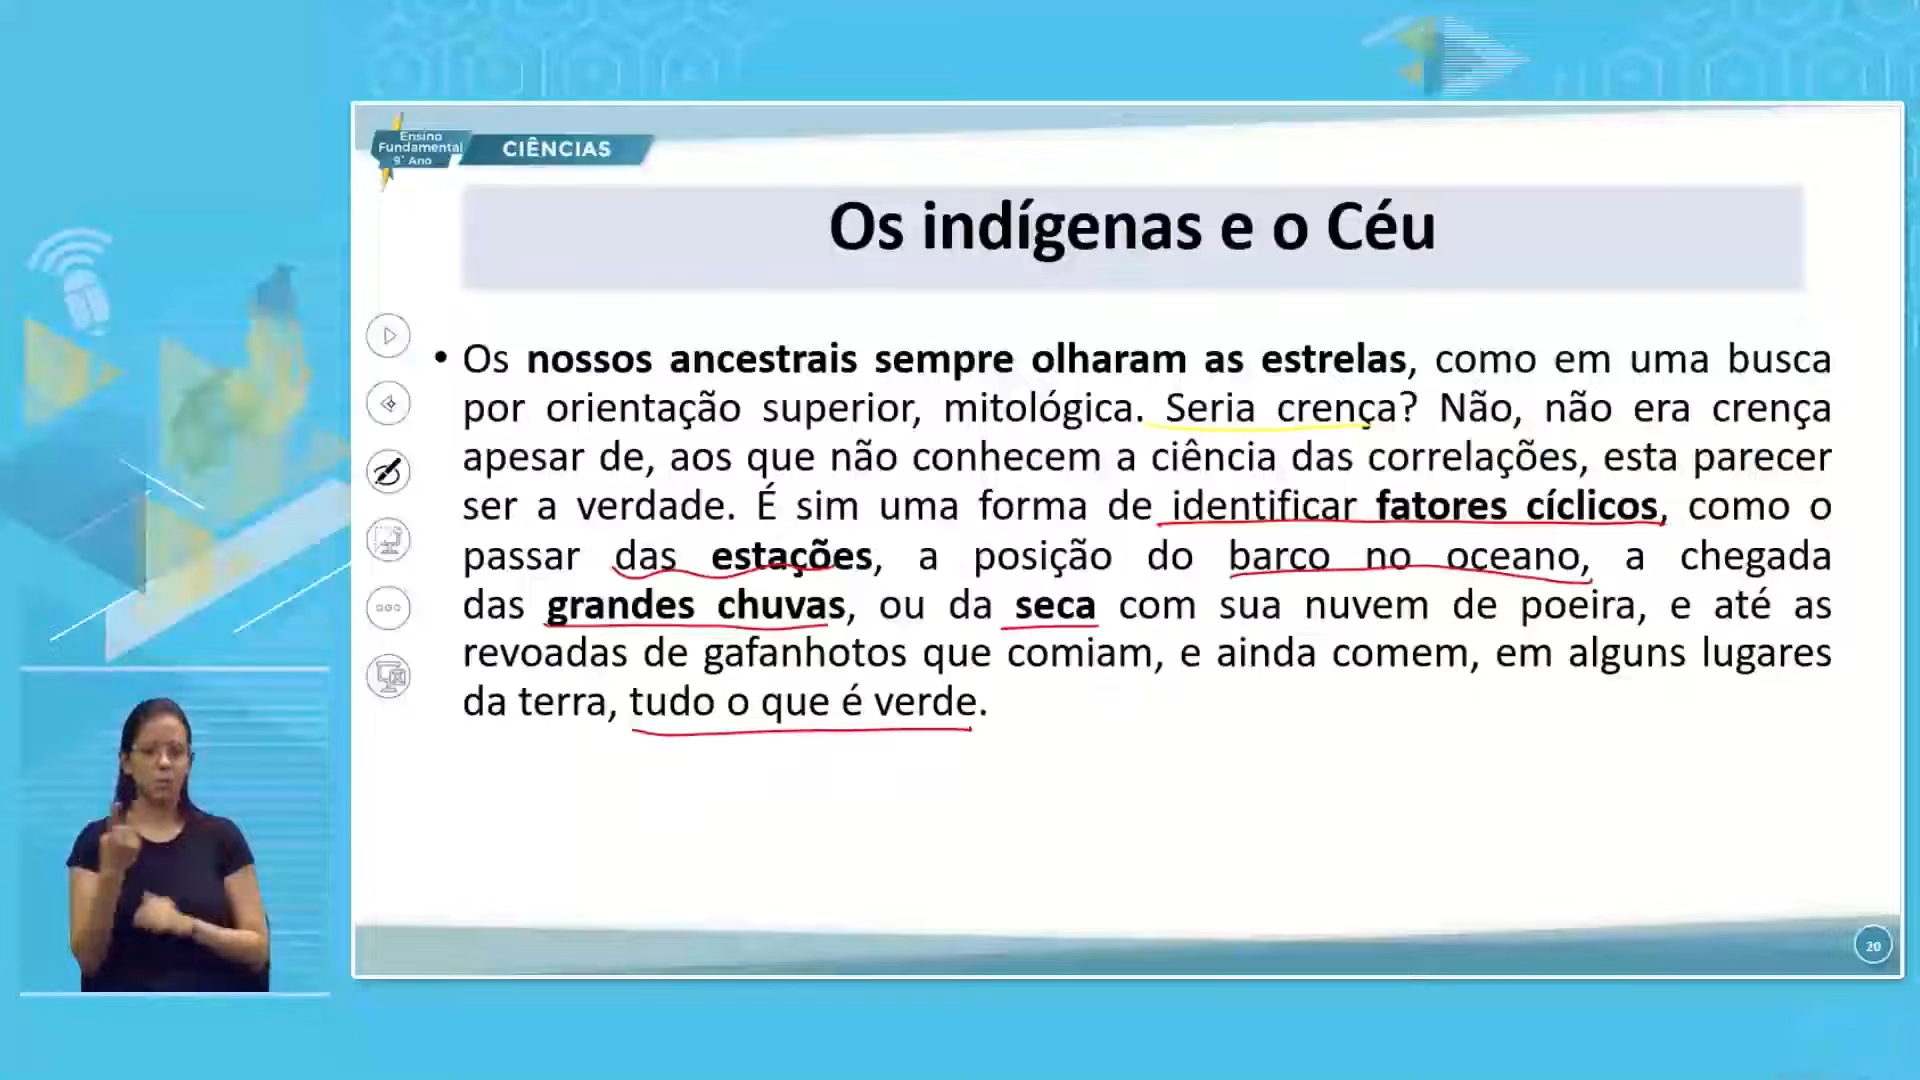 Ensino
Fundamental
9° Ano
CIÊNCIAS
Os indígenas e o Céu
• Os nossos ancestrais sempre olharam as estrelas, como em uma busca
por orientação superior, mitológica. Seria crença? Não, não era crença
apesar de, aos que não conhecem a ciência das correlações, esta parecer
ser a verdade. É sim uma forma de identificar fatores cíclicos, como o
passar das estações, a posição do barco no oceano, a chegada
das grandes chuvas, ou da seca com sua nuvem de poeira, e até as
revoadas de gafanhotos que comiam, e ainda comem, em alguns lugares
da terra, tudo o que é verde.
20